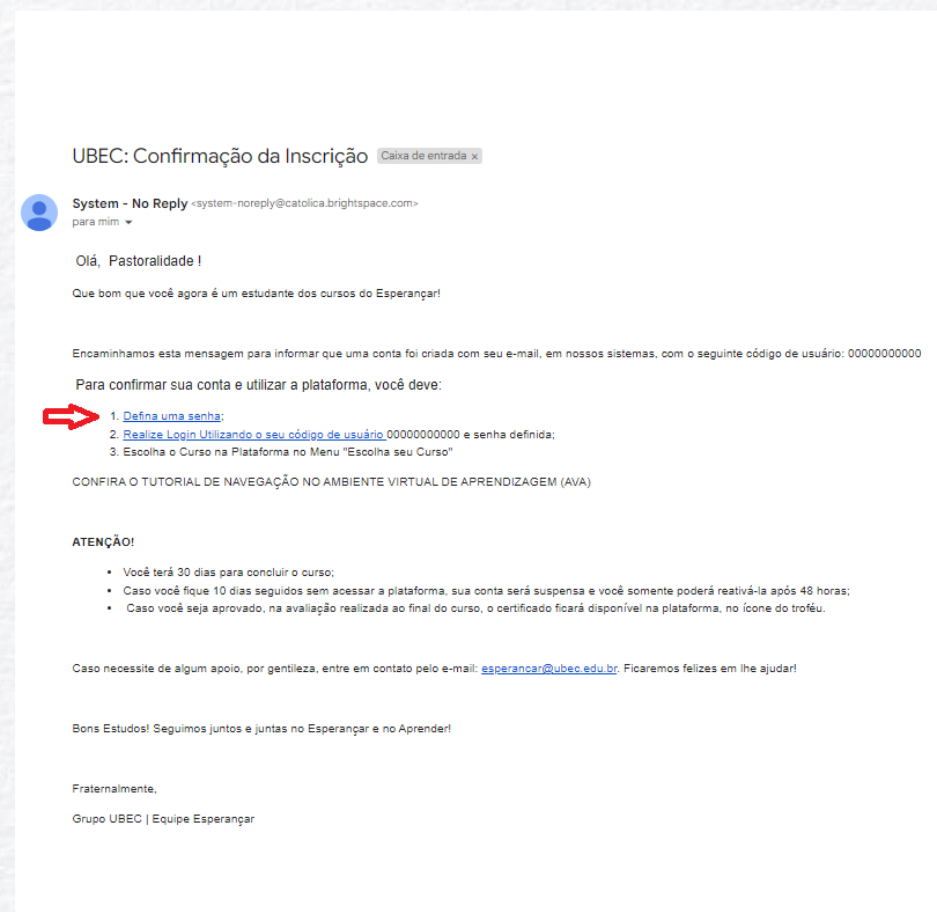 UBEC: Confirmação da Inscrição Caixa de entrada x
System - No Reply <system-noreply@catolica.brightspace.com>
para mim
Olá, Pastoralidade !
Que bom que você agora é um estudante dos cursos do Esperançar!
Encaminhamos esta mensagem para informar que uma conta foi criada com seu e-mail, em nossos sistemas, com o seguinte código de usuário: 00000000000
Para confirmar sua conta e utilizar a plataforma, você deve:
1. Defina uma senha;
2. Realize Login Utilizando o seu código de usuário 00000000000 e senha definida;
3. Escolha o Curso na Plataforma no Menu "Escolha seu Curso"
CONFIRA O TUTORIAL DE NAVEGAÇÃO NO AMBIENTE VIRTUAL DE APRENDIZAGEM (AVA)
ATENÇÃO!
• Você terá 30 dias para concluir o curso;
• Caso você fique 10 dias seguidos sem acessar a plataforma, sua conta será suspensa e você somente poderá reativá-la após 48 horas;
• Caso você seja aprovado, na avaliação realizada ao final do curso, o certificado ficará disponível na plataforma, no ícone do troféu.
Caso necessite de algum apoio, por gentileza, entre em contato pelo e-mail: esperancar@ubec.edu.br. Ficaremos felizes em lhe ajudar!
Bons Estudos! Seguimos juntos e juntas no Esperançar e no Aprender!
Fraternalmente,
Grupo UBEC | Equipe Esperançar